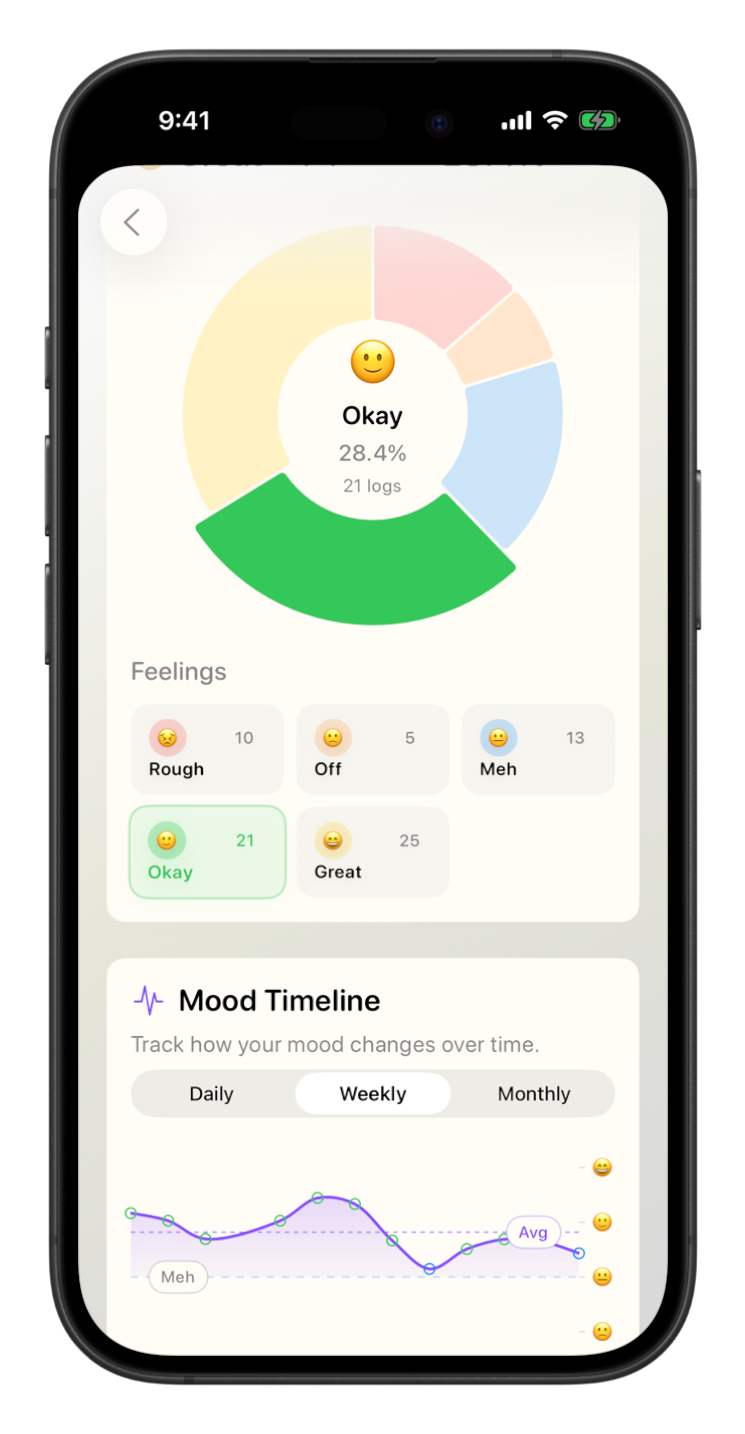 9:41
Okay
28.4%
21 logs
Feelings
10
5
13
Rough
Off
Meh
21
25
Okay
Great
Mood Timeline
Track how your mood changes over time.
Daily
Weekly
Monthly
Avg
Meh